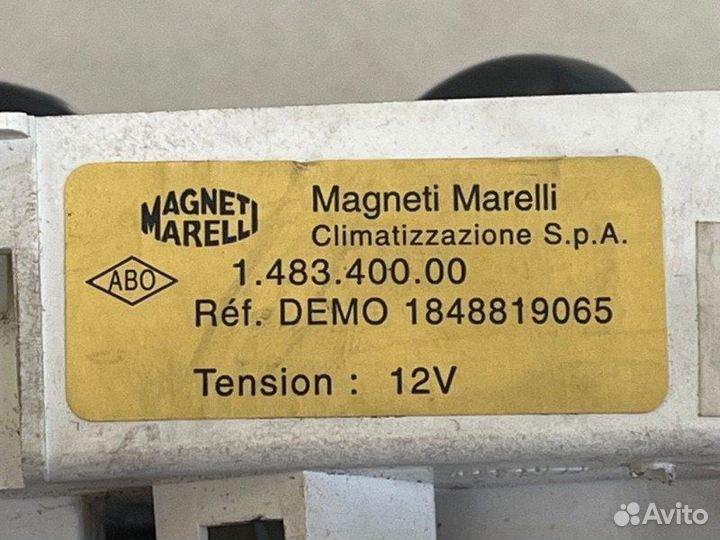 MAGNETI
MARELLI
Magneti Marelli
Climatizzazione S.p.A.
ABO
1.483.400.00
Réf. DEMO 1848819065
Tension : 12V
Avito